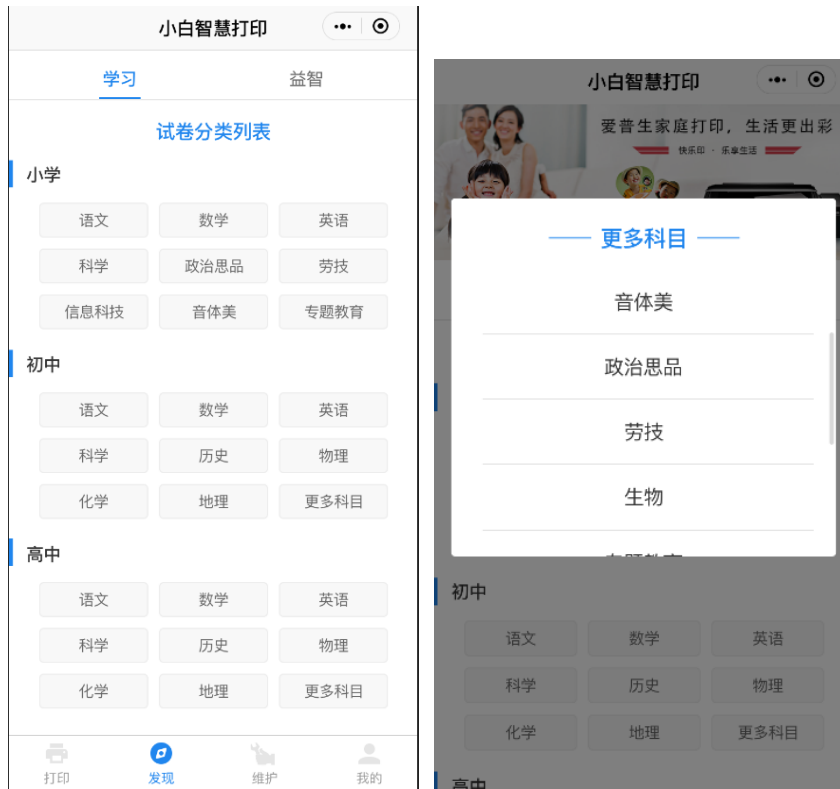 小白智慧打印
学习 益智
试卷分类列表
小学
语文 数学 英语
科学 政治思品 劳技
信息科技 音体美 专题教育
初中
语文 数学 英语
科学 历史 物理
化学 地理 更多科目
高中
语文 数学 英语
科学 历史 物理
化学 地理 更多科目
打印 发现 维护 我的
小白智慧打印
爱普生家庭打印,生活更出彩
快乐印 · 乐享生活
更多科目
音体美
政治思品
劳技
生物
专题教育
初中
语文 数学 英语
科学 历史 物理
化学 地理 更多科目
高中